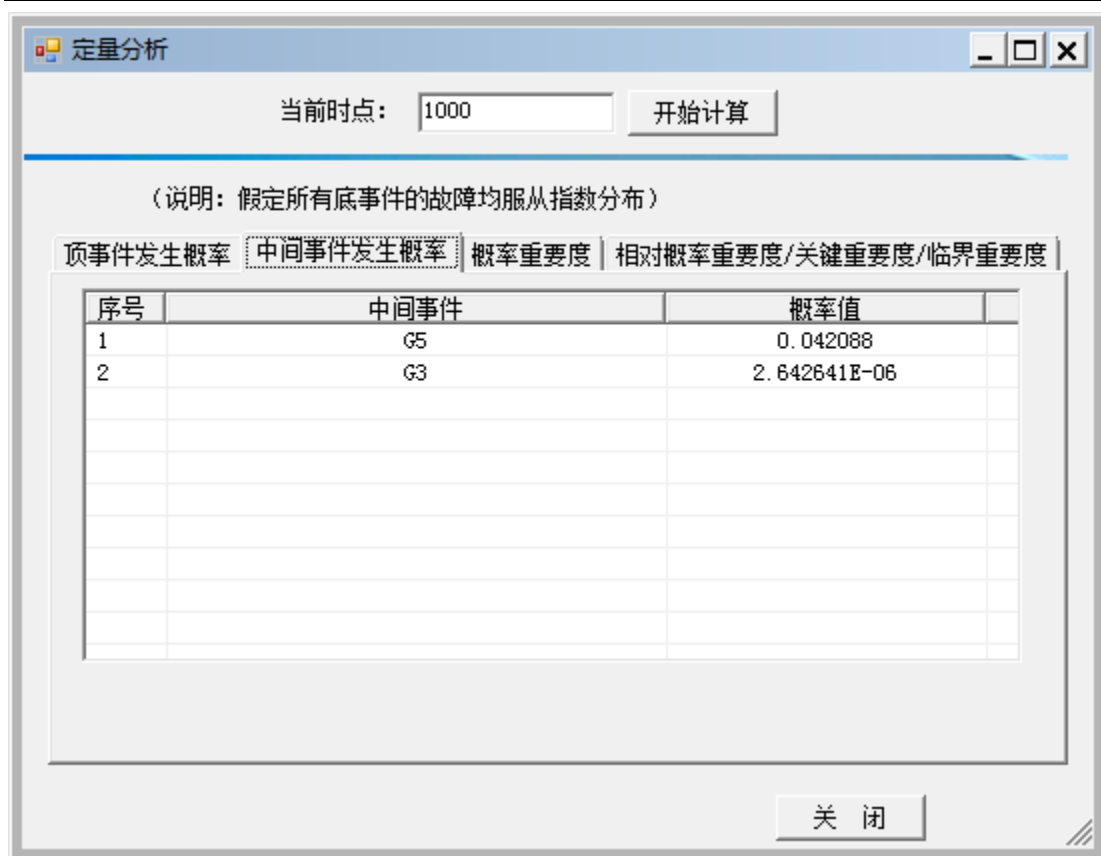 定量分析
当前时点： 1000 开始计算
（说明：假定所有底事件的故障均服从指数分布）
顶事件发生概率 中间事件发生概率 概率重要度 相对概率重要度/关键重要度/临界重要度
序号 中间事件 概率值
1 G5 0.042088
2 G3 2.642641E-06
关 闭